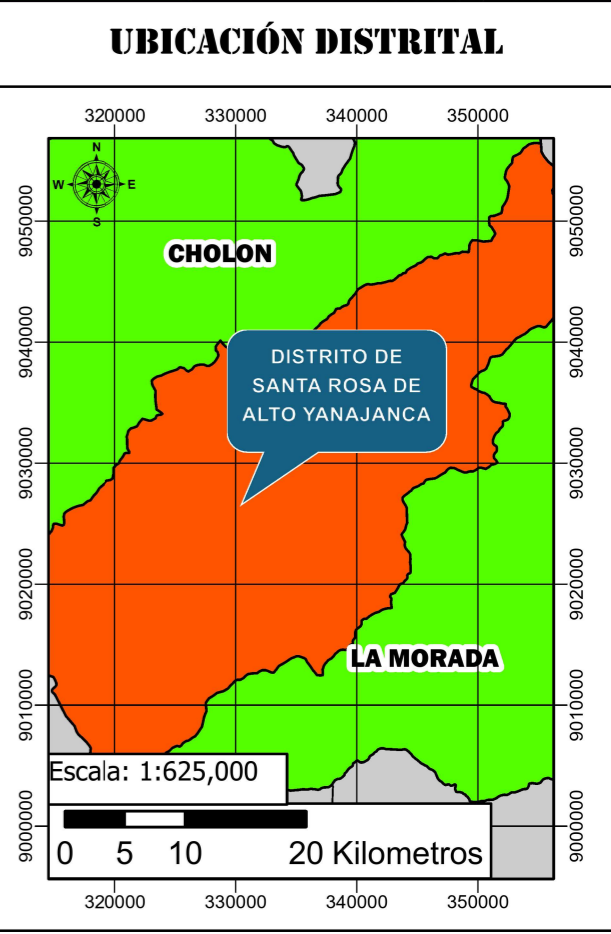 UBICACIÓN DISTRITAL
320000 330000 340000 350000
N
W E
S
9050000 9050000
CHOLON
9040000 9040000
DISTRITO DE
SANTA ROSA DE
ALTO YANAJANCA
9030000 9030000
9020000 9020000
LA MORADA
9010000 9010000
Escala: 1:625,000
9000000 9000000
0 5 10 20 Kilometros
320000 330000 340000 350000